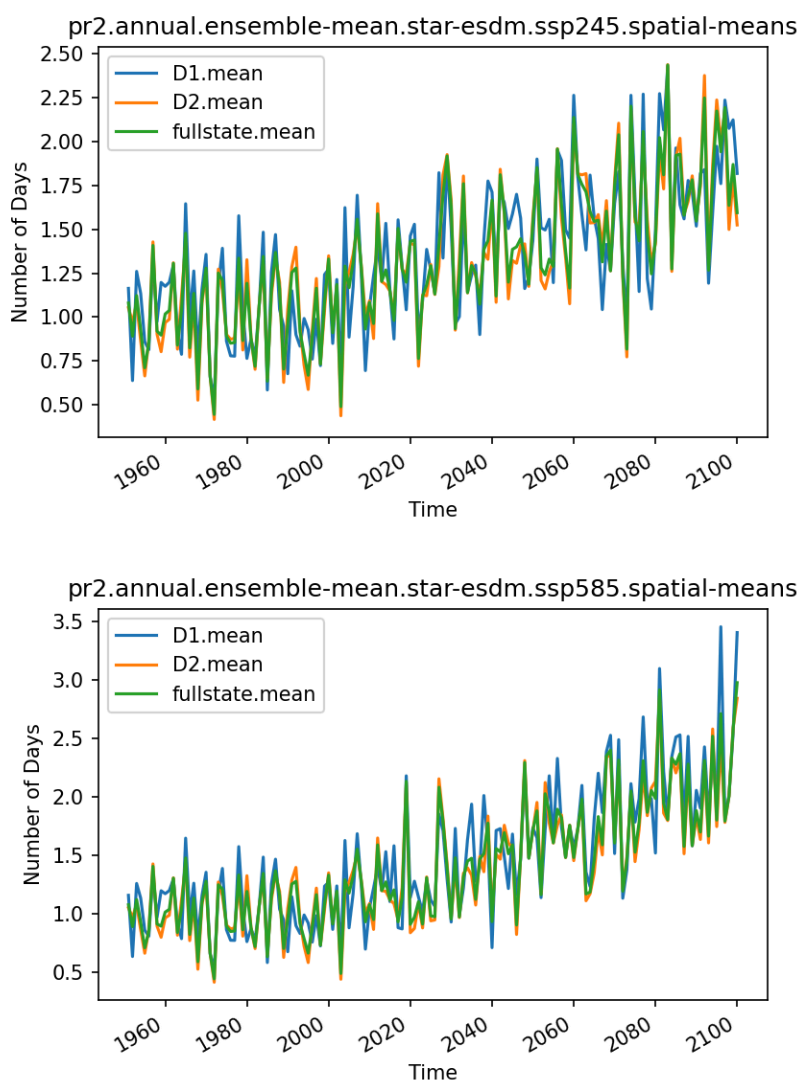 pr2.annual.ensemble-mean.star-esdm.ssp245.spatial-means
D1.mean
D2.mean
fullstate.mean
2.50
2.25
2.00
1.75
1.50
1.25
1.00
0.75
0.50
Number of Days
1960 1980 2000 2020 2040 2060 2080 2100
Time
pr2.annual.ensemble-mean.star-esdm.ssp585.spatial-means
D1.mean
D2.mean
fullstate.mean
3.5
3.0
2.5
2.0
1.5
1.0
0.5
Number of Days
1960 1980 2000 2020 2040 2060 2080 2100
Time